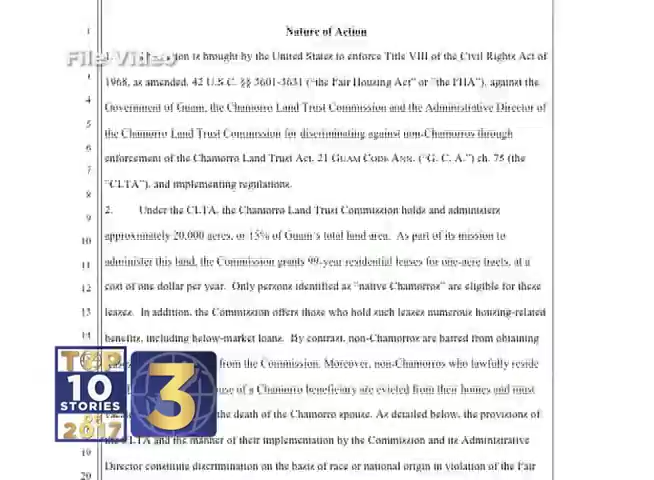 Nature of Action
File Video
1. ion is brought by the United States to enforce Title VIII of the Civil Rights Act of
1968, as amended, 42 U.S.C. §§ 3601-3631 ("the Fair Housing Act" or "the FHA"), against the
Government of Guam, the Chamorro Land Trust Commission and the Administrative Director of
the Chamorro Land Trust Commission for discriminating against non-Chamorros through
enforcement of the Chamorro Land Trust Act, 21 GUAM CODE ANN. ("G. C. A.") ch. 75 (the
"CLTA"), and implementing regulations.
2. Under the CLTA, the Chamorro Land Trust Commission holds and administers
approximately 20,000 acres, or 15% of Guam's total land area. As part of its mission to
administer this land, the Commission grants 99-year residential leases for one-acre tracts, at a
cost of one dollar per year. Only persons identified as "native Chamorros" are eligible for these
leases. In addition, the Commission offers those who hold such leases numerous housing-related
benefits, including below-market loans. By contrast, non-Chamorros are barred from obtaining
from the Commission. Moreover, non-Chamorros who lawfully reside
use of a Chamorro beneficiary are evicted from their homes and must
the death of the Chamorro spouse. As detailed below, the provisions of
the CLTA and the manner of their implementation by the Commission and its Administrative
Director constitute discrimination on the basis of race or national origin in violation of the Fair
1
4
5
6
7
8
9
10
11
12
13
14
19
20
TOP
10
STORIES
OF
2017
3